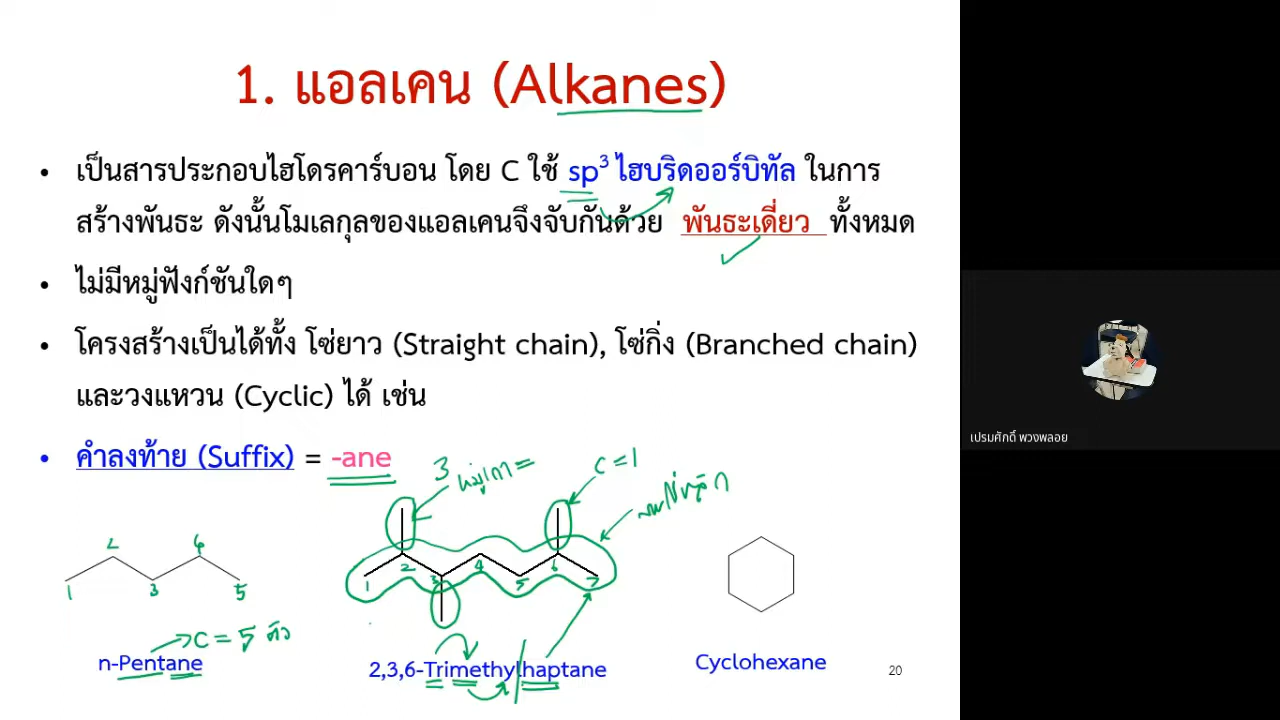 1. แอลเคน (Alkanes)
• เป็นสารประกอบไฮโดรคาร์บอน โดย C ใช้ sp³ ไฮบริดออร์บิทัล ในการ
สร้างพันธะ ดังนั้นโมเลกุลของแอลเคนจึงจับกันด้วย พันธะเดี่ยว ทั้งหมด
• ไม่มีหมู่ฟังก์ชันใดๆ
• โครงสร้างเป็นได้ทั้ง โซ่ยาว (Straight chain), โซ่กิ่ง (Branched chain)
และวงแหวน (Cyclic) ได้ เช่น
เปรมศักดิ์ พวงพลอย
• คำลงท้าย (Suffix) = -ane
3 หมู่เกาะ
C = 1
1 2 3 4 5
1 2 3 4 5 6 7
C = 5 ตัว
n-Pentane
2,3,6-Trimethylhaptane
Cyclohexane
20